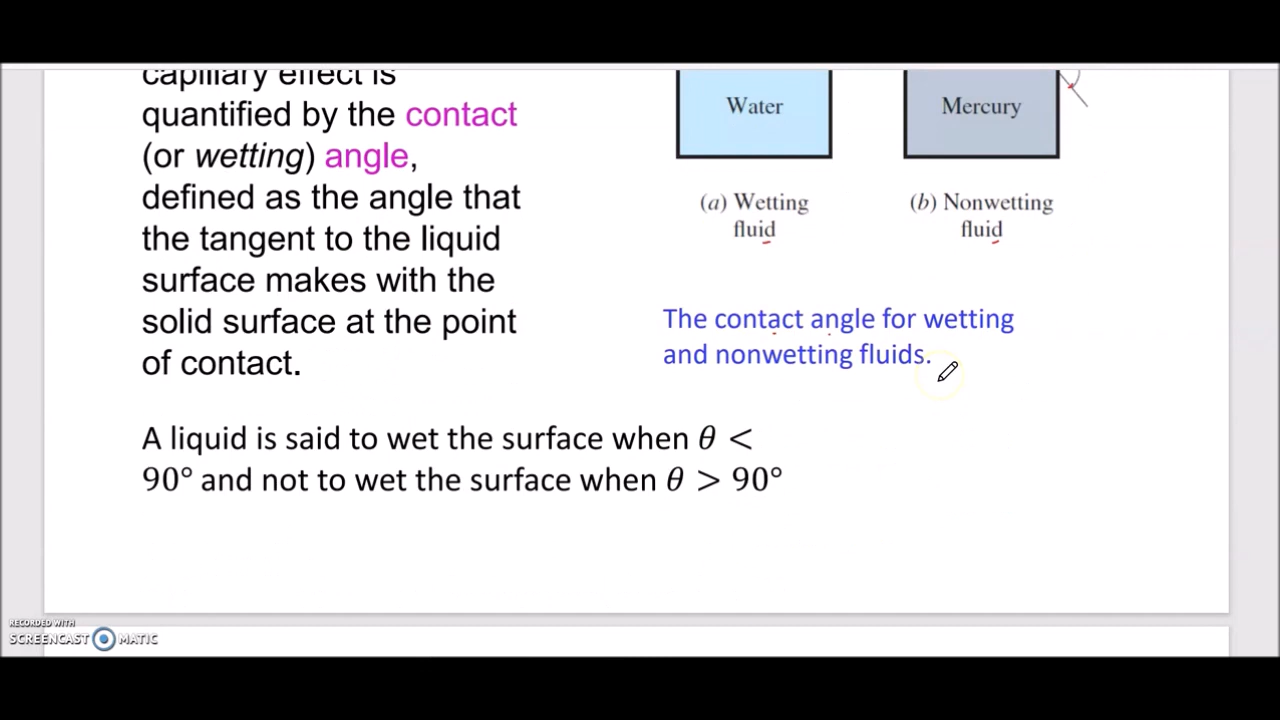 capillary effect is
quantified by the contact
(or wetting) angle,
defined as the angle that
the tangent to the liquid
surface makes with the
solid surface at the point
of contact.
Water
Mercury
(a) Wetting
fluid
(b) Nonwetting
fluid
The contact angle for wetting
and nonwetting fluids.
A liquid is said to wet the surface when θ <
90° and not to wet the surface when θ > 90°
RECORDED WITH
SCREENCAST MATIC